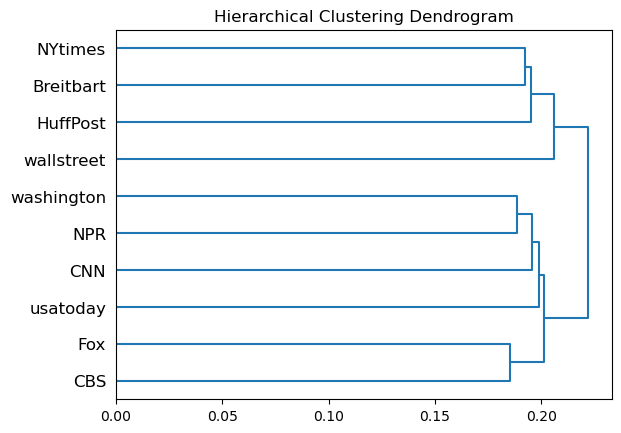 Hierarchical Clustering Dendrogram
NYtimes
Breitbart
HuffPost
wallstreet
washington
NPR
CNN
usatoday
Fox
CBS
0.00 0.05 0.10 0.15 0.20